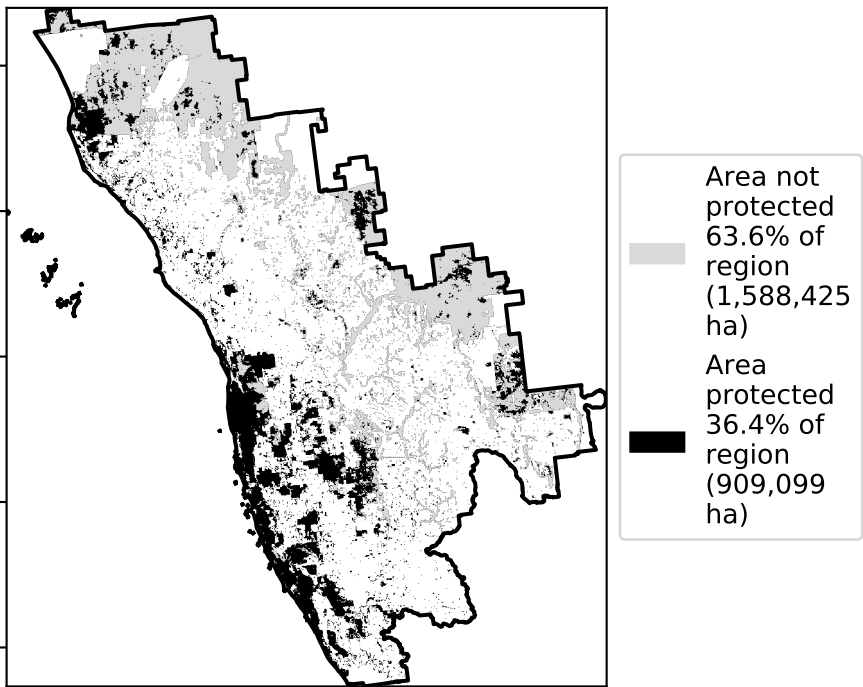 Area not
protected
63.6% of
region
(1,588,425
ha)
Area
protected
36.4% of
region
(909,099
ha)